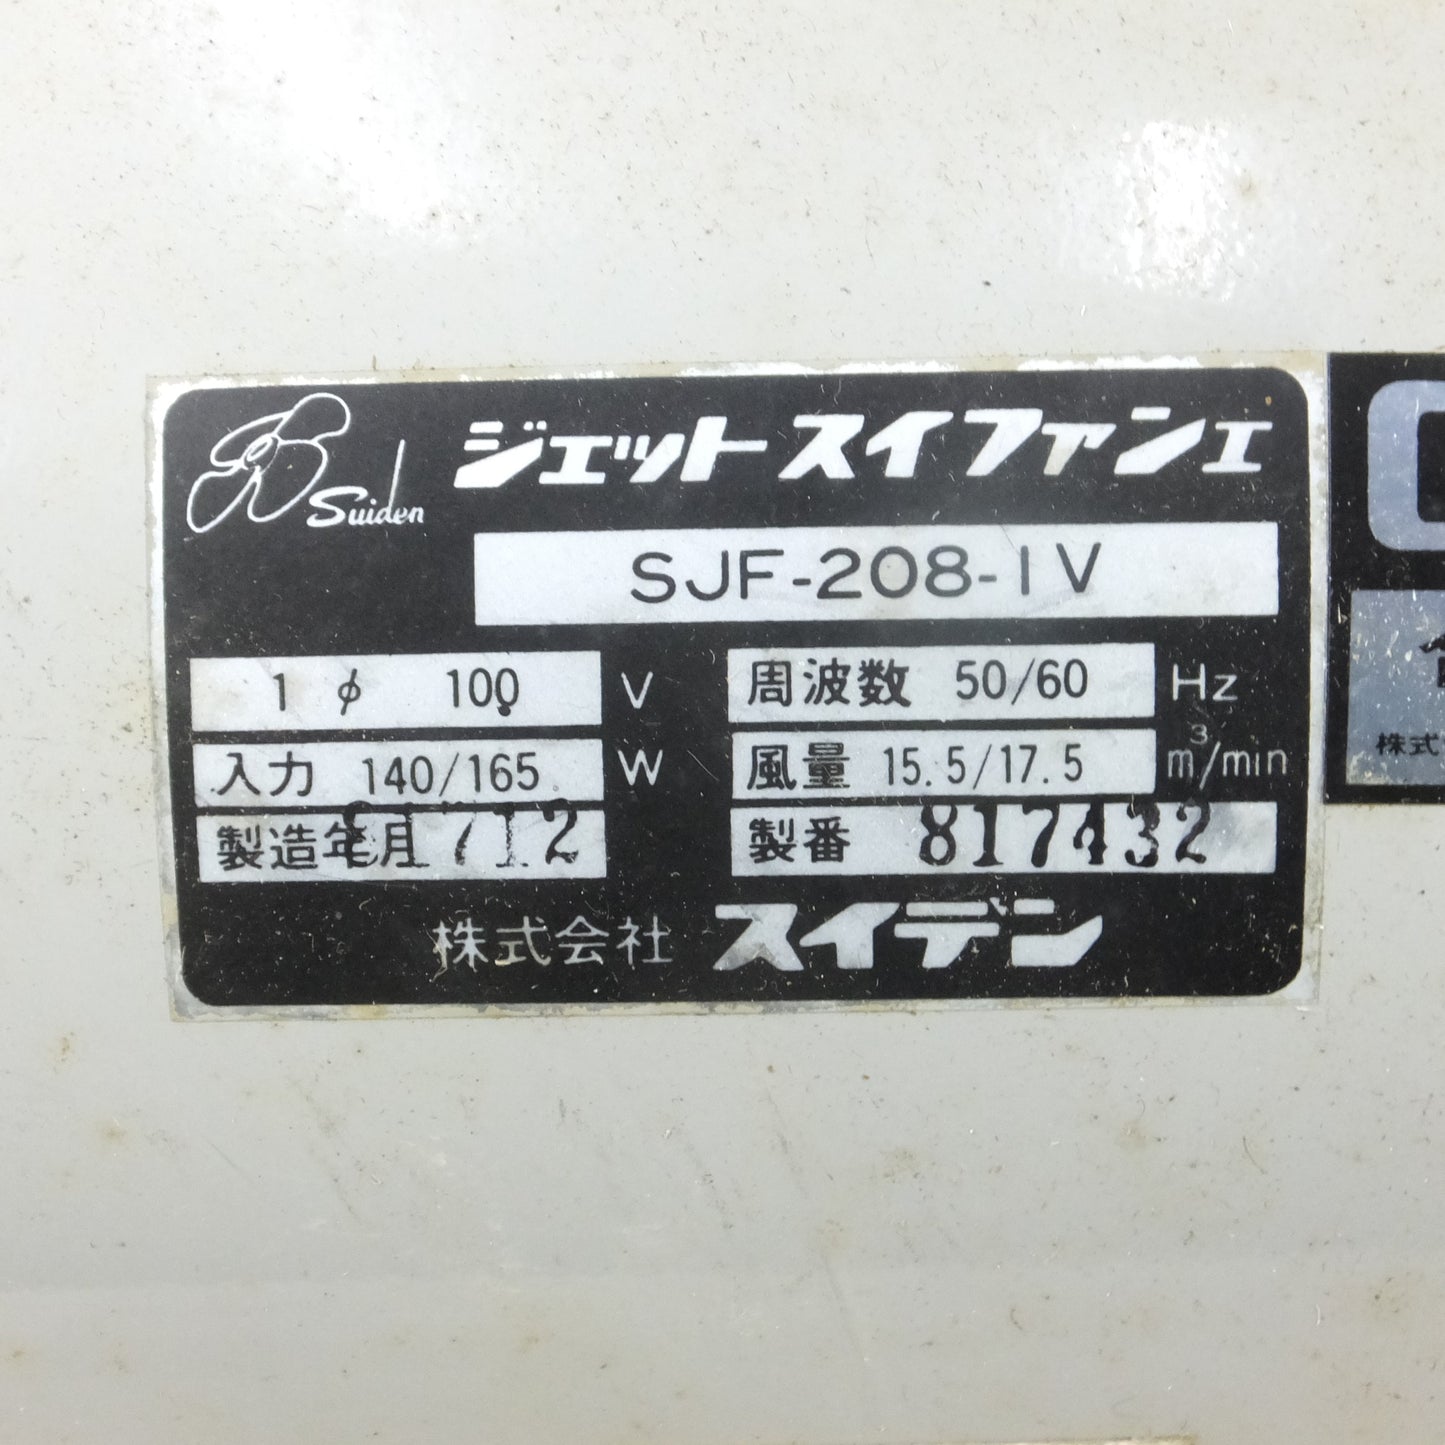 Suiden ジェットスイファンエ
SJF-208-1V
1 φ 100 V 周波数 50/60 Hz
入力 140/165 W 風量 15.5/17.5 m³/min
製造年月 81712 製番 817432
株式会社 スイデン
株式